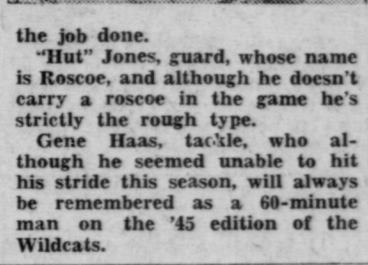 the job done.
"Hut" Jones, guard, whose name
is Roscoe, and although he doesn't
carry a roscoe in the game he's
strictly the rough type.
Gene Haas, tackle, who al-
though he seemed unable to hit
his stride this season, will always
be remembered as a 60-minute
man on the '45 edition of the
Wildcats.